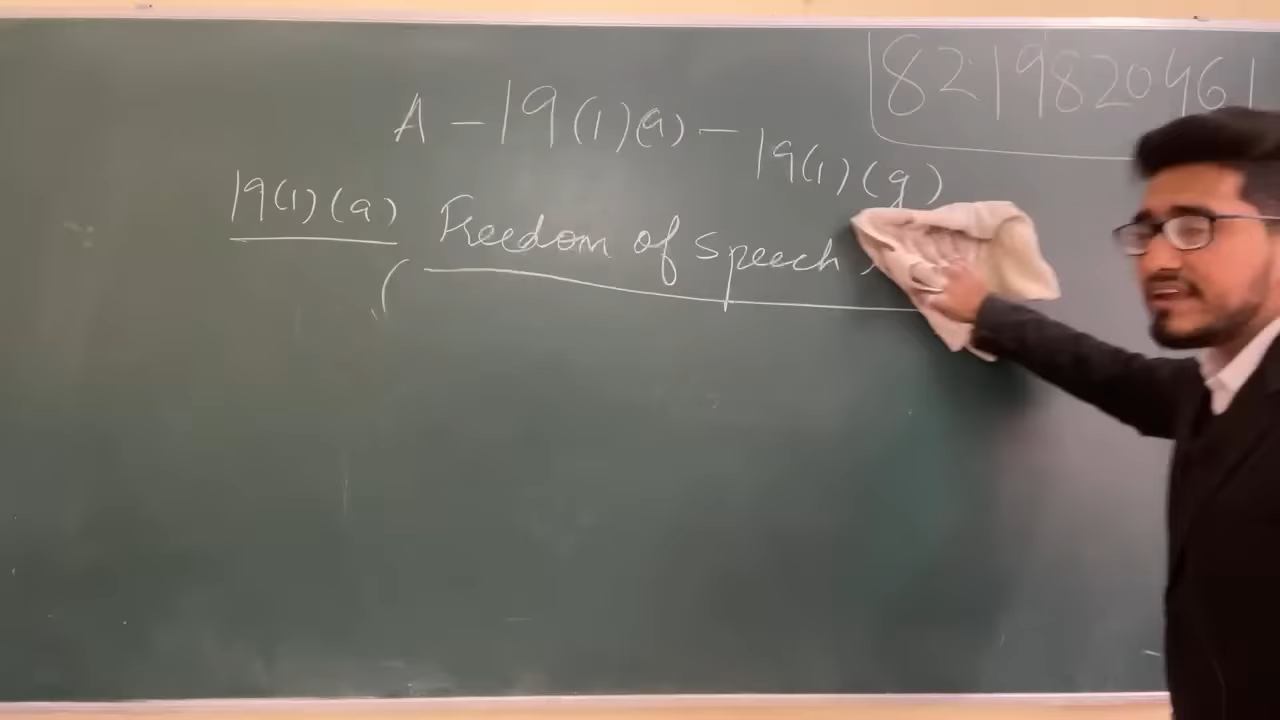 8219820461
A - 19(1)(a) - 19(1)(g)
19(1)(a) Freedom of speech,
(